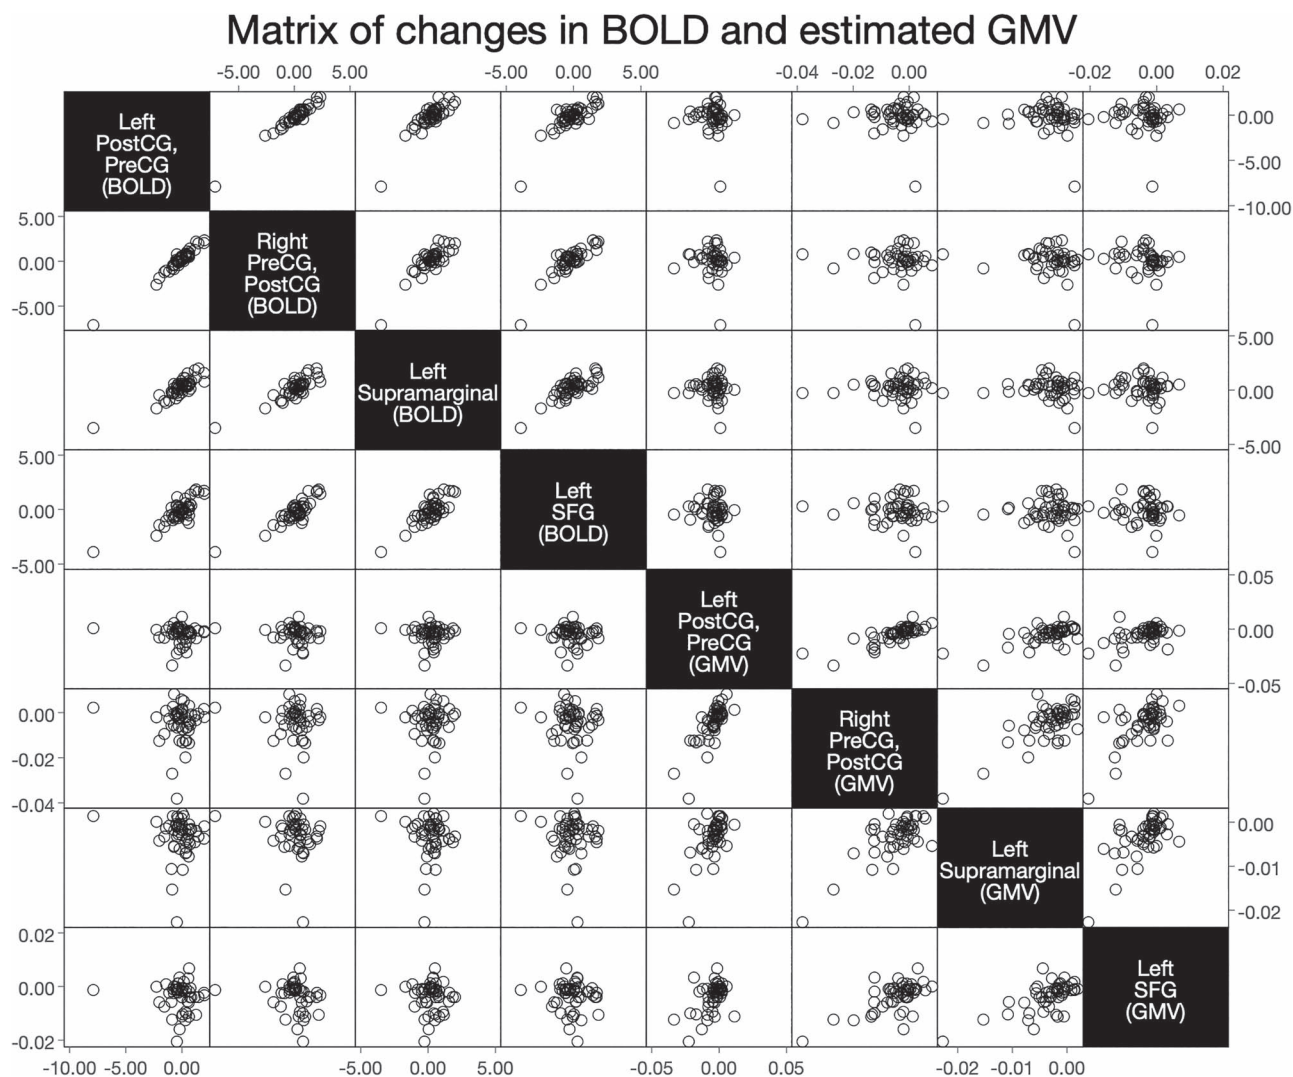 Matrix of changes in BOLD and estimated GMV
-5.00 0.00 5.00 -5.00 0.00 5.00 -0.04 -0.02 0.00 -0.02 0.00 0.02
Left
PostCG,
PreCG
(BOLD)
0.00
-5.00
-10.00
5.00
0.00
-5.00
Right
PreCG,
PostCG
(BOLD)
Left
Supramarginal
(BOLD)
5.00
0.00
-5.00
5.00
0.00
-5.00
Left
SFG
(BOLD)
Left
PostCG,
PreCG
(GMV)
0.05
0.00
-0.05
0.00
-0.02
-0.04
Right
PreCG,
PostCG
(GMV)
Left
Supramarginal
(GMV)
0.00
-0.01
-0.02
0.02
0.00
-0.02
Left
SFG
(GMV)
-10.00 -5.00 0.00 -5.00 0.00 5.00 -0.05 0.00 0.05 -0.02 -0.01 0.00